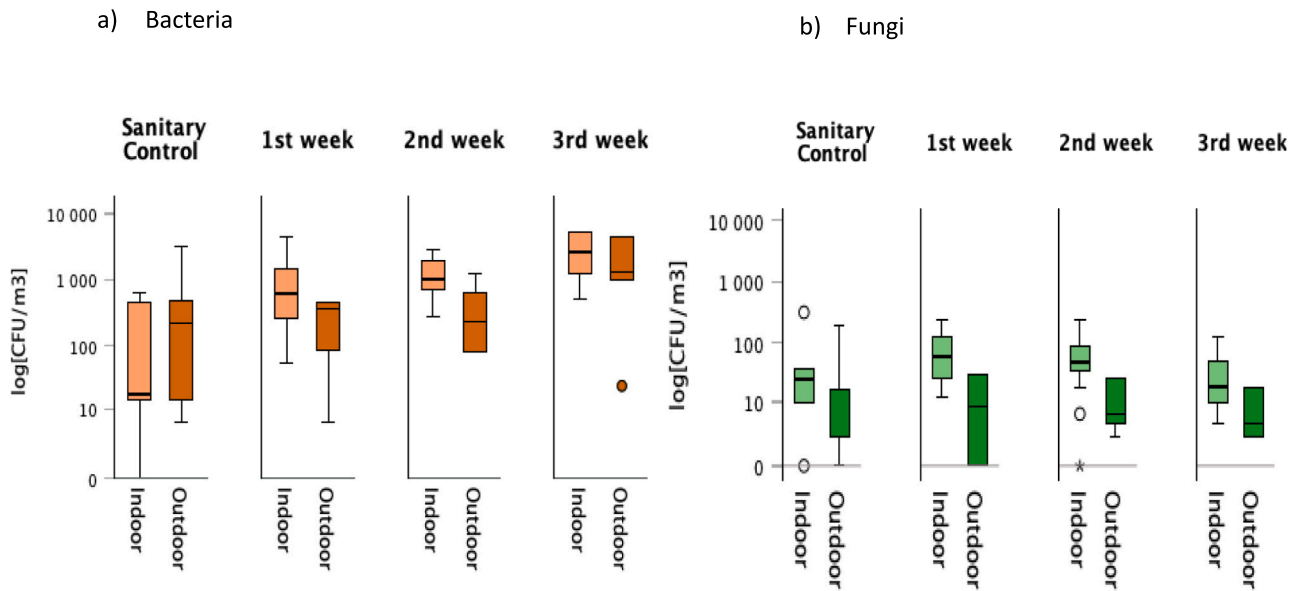 a) Bacteria
Sanitary
Control
1st week
2nd week
3rd week
log[CFU/m3]
10 000
1 000
100
10
0
Indoor
Outdoor
Indoor
Outdoor
Indoor
Outdoor
Indoor
Outdoor
b) Fungi
Sanitary
Control
1st week
2nd week
3rd week
log[CFU/m3]
10 000
1 000
100
10
0
Indoor
Outdoor
Indoor
Outdoor
Indoor
Outdoor
Indoor
Outdoor